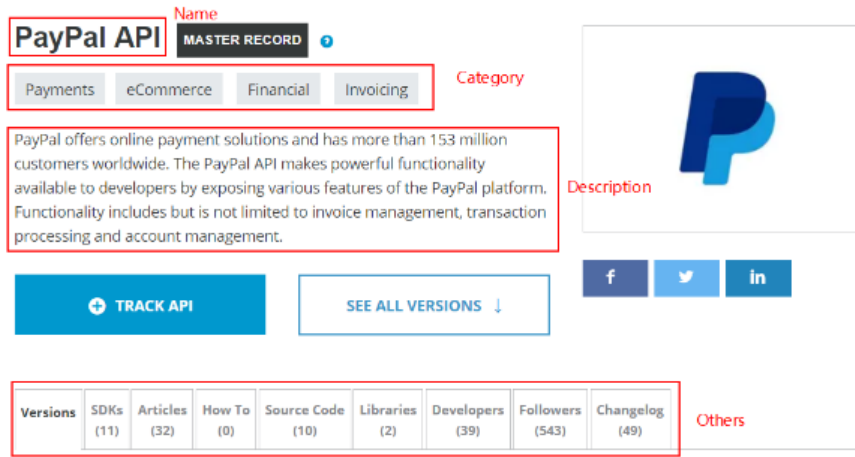 Name
PayPal API MASTER RECORD ?
Payments eCommerce Financial Invoicing
Category
PayPal offers online payment solutions and has more than 153 million
customers worldwide. The PayPal API makes powerful functionality
available to developers by exposing various features of the PayPal platform.
Functionality includes but is not limited to invoice management, transaction
processing and account management.
Description
TRACK API
SEE ALL VERSIONS ↓
f in
Versions SDKs Articles How To Source Code Libraries Developers Followers Changelog
(11) (32) (0) (10) (2) (39) (543) (49)
Others